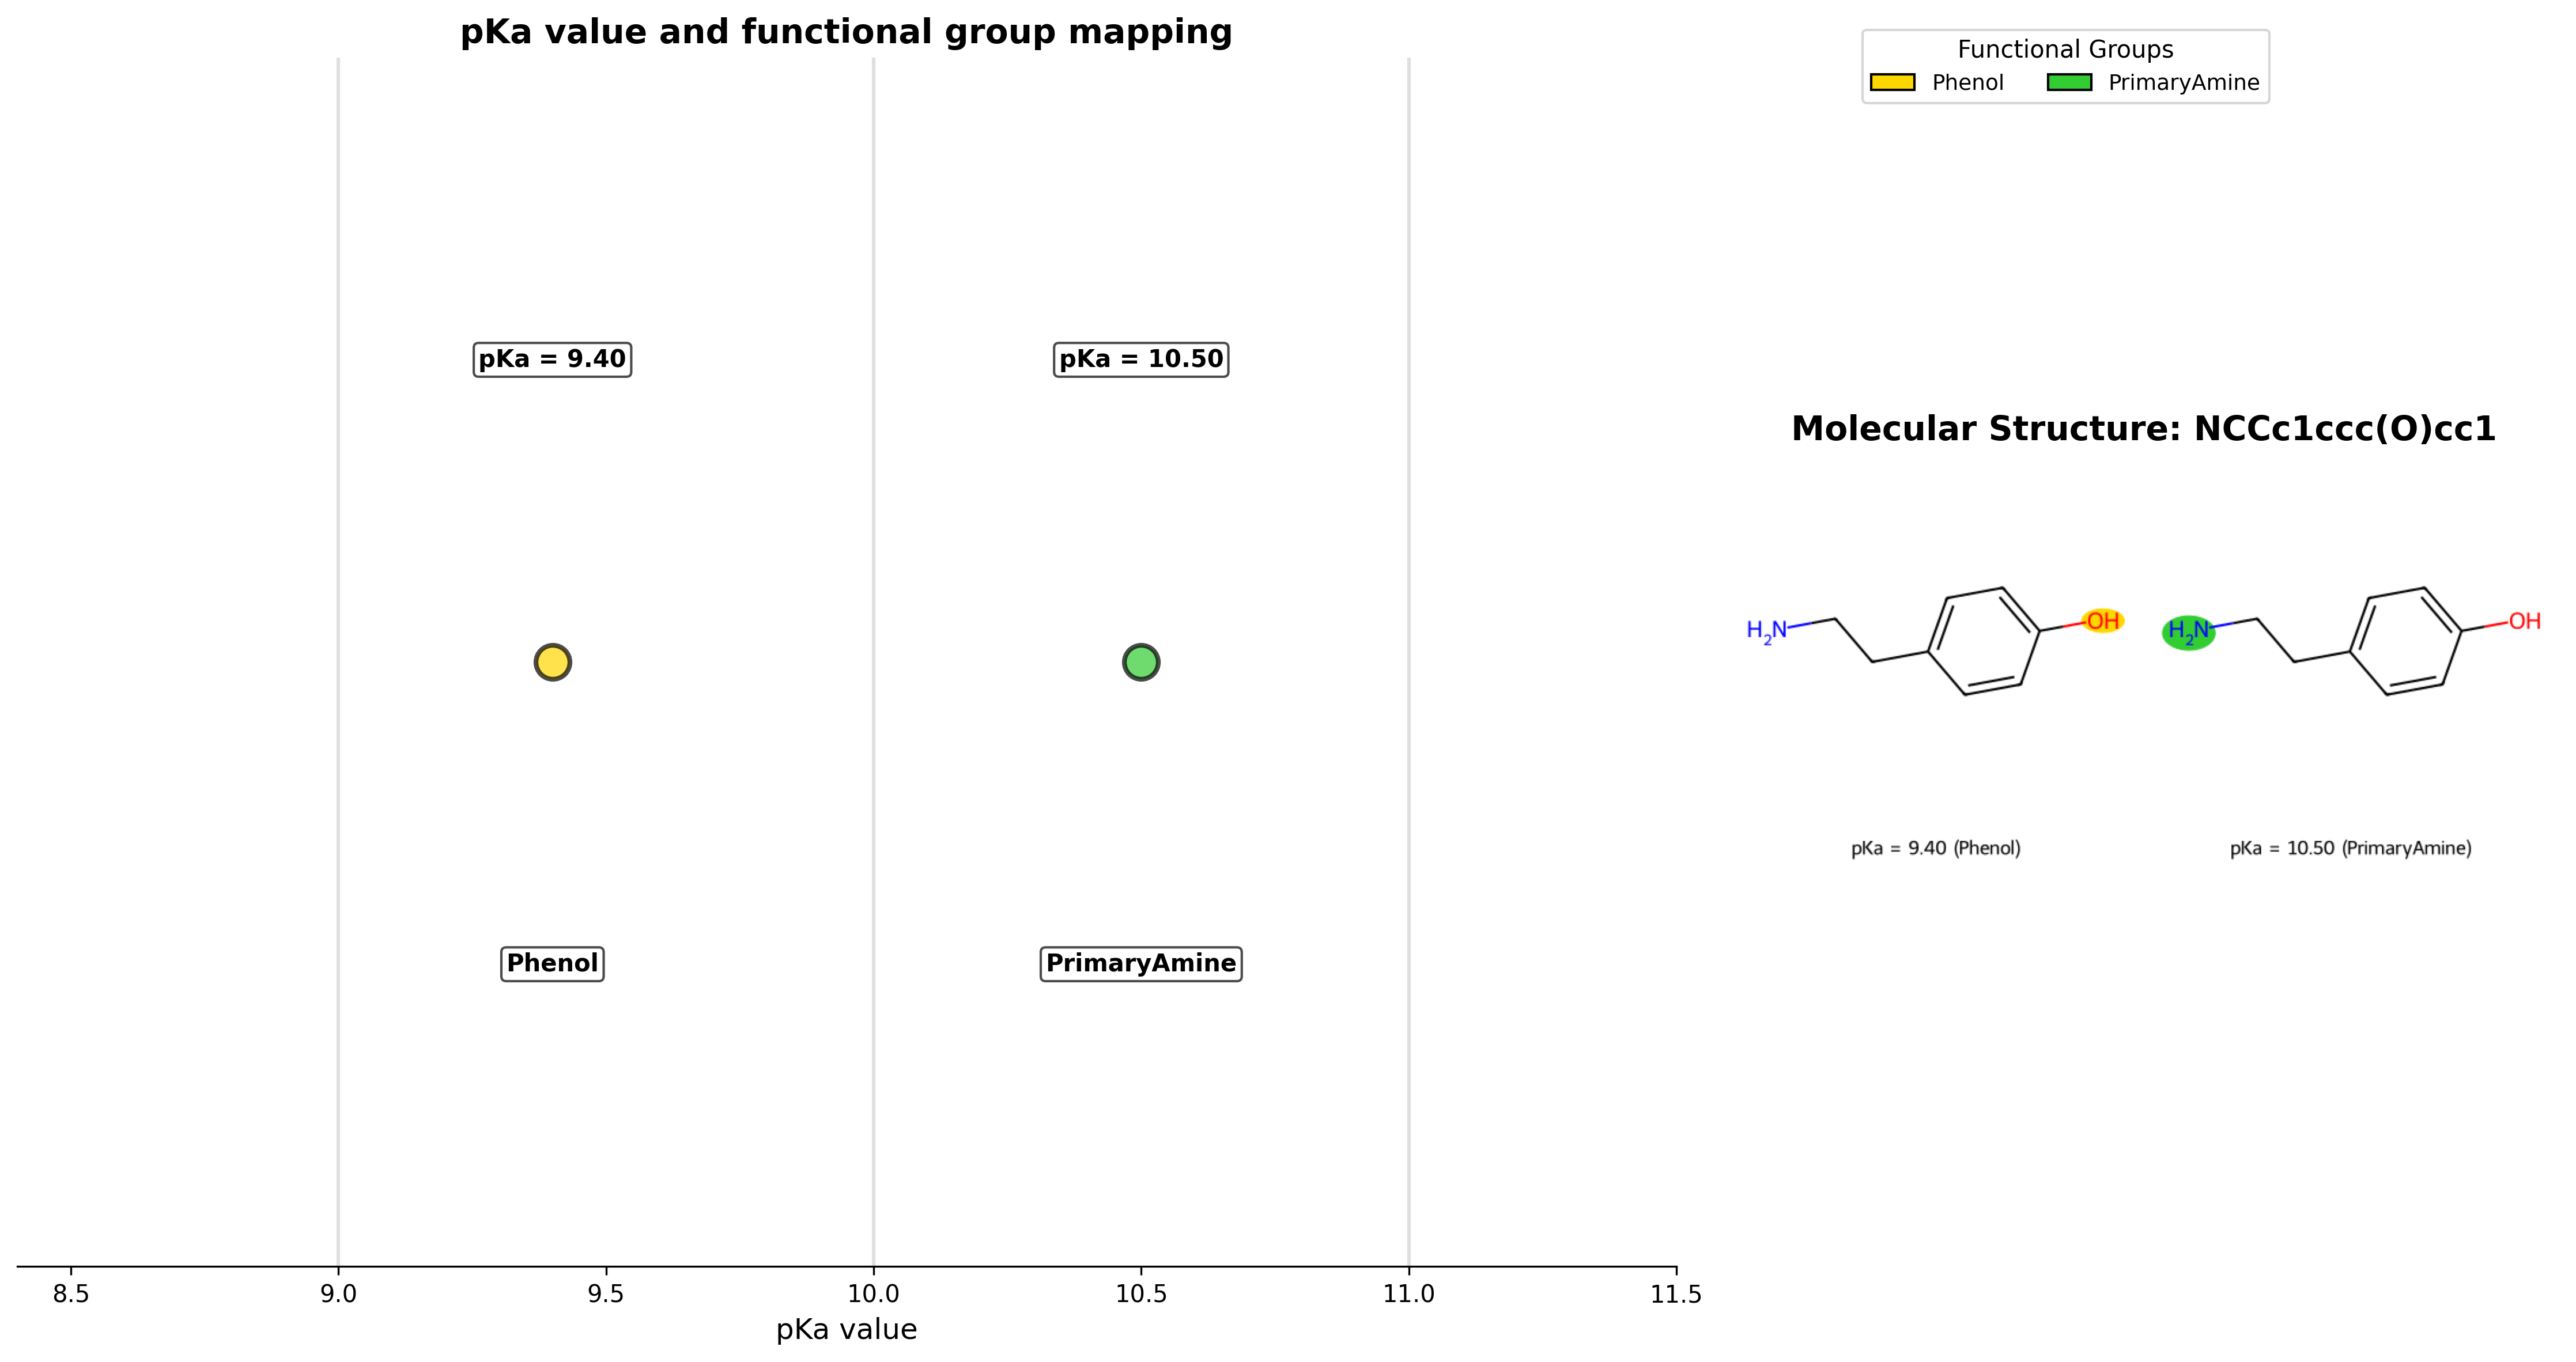 pKa value and functional group mapping
pKa = 9.40
pKa = 10.50
Phenol
PrimaryAmine
8.5
9.0
9.5
10.0
10.5
11.0
11.5
pKa value
Functional Groups
Phenol
PrimaryAmine
Molecular Structure: NCCc1ccc(O)cc1
H2N
OH
H2N
OH
pKa = 9.40 (Phenol)
pKa = 10.50 (PrimaryAmine)